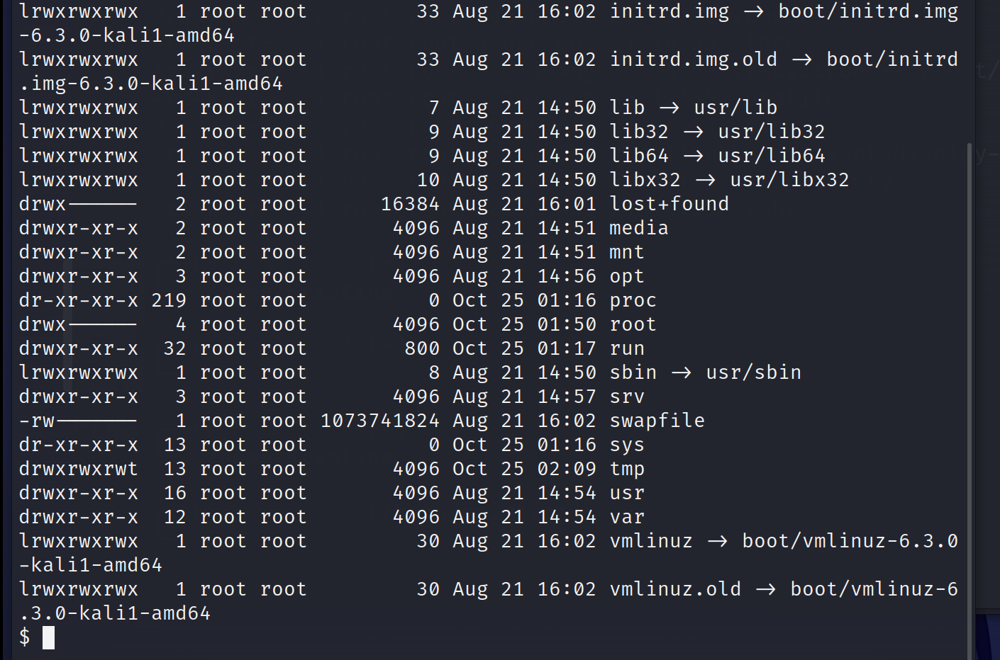 lrwxrwxrwx   1 root root         33 Aug 21 16:02 initrd.img → boot/initrd.img
-6.3.0-kali1-amd64
lrwxrwxrwx   1 root root         33 Aug 21 16:02 initrd.img.old → boot/initrd
.img-6.3.0-kali1-amd64
lrwxrwxrwx   1 root root          7 Aug 21 14:50 lib → usr/lib
lrwxrwxrwx   1 root root          9 Aug 21 14:50 lib32 → usr/lib32
lrwxrwxrwx   1 root root          9 Aug 21 14:50 lib64 → usr/lib64
lrwxrwxrwx   1 root root         10 Aug 21 14:50 libx32 → usr/libx32
drwx------   2 root root      16384 Aug 21 16:01 lost+found
drwxr-xr-x   2 root root       4096 Aug 21 14:51 media
drwxr-xr-x   2 root root       4096 Aug 21 14:51 mnt
drwxr-xr-x   3 root root       4096 Aug 21 14:56 opt
dr-xr-xr-x 219 root root          0 Oct 25 01:16 proc
drwx------   4 root root       4096 Oct 25 01:50 root
drwxr-xr-x  32 root root        800 Oct 25 01:17 run
lrwxrwxrwx   1 root root          8 Aug 21 14:50 sbin → usr/sbin
drwxr-xr-x   3 root root       4096 Aug 21 14:57 srv
-rw-------   1 root root 1073741824 Aug 21 16:02 swapfile
dr-xr-xr-x  13 root root          0 Oct 25 01:16 sys
drwxrwxrwt  13 root root       4096 Oct 25 02:09 tmp
drwxr-xr-x  16 root root       4096 Aug 21 14:54 usr
drwxr-xr-x  12 root root       4096 Aug 21 14:54 var
lrwxrwxrwx   1 root root         30 Aug 21 16:02 vmlinuz → boot/vmlinuz-6.3.0
-kali1-amd64
lrwxrwxrwx   1 root root         30 Aug 21 16:02 vmlinuz.old → boot/vmlinuz-6
.3.0-kali1-amd64
$